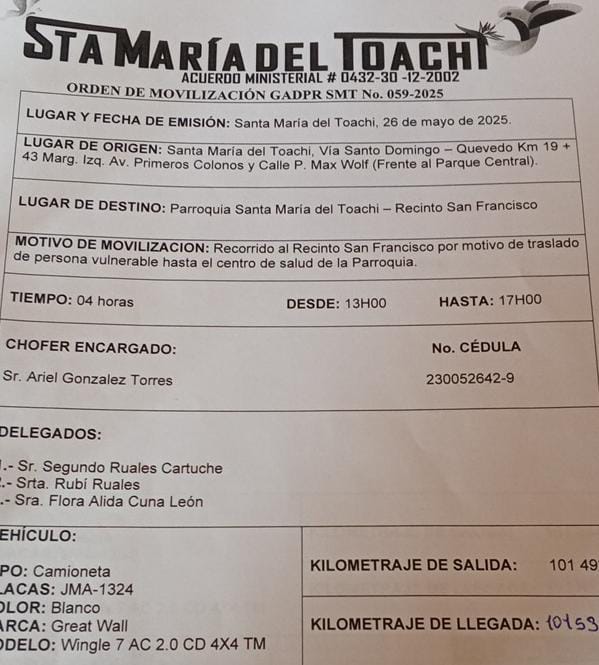 STA MARÍA DEL TOACHI
ACUERDO MINISTERIAL # 0432-30 -12-2002
ORDEN DE MOVILIZACIÓN GADPR SMT No. 059-2025
LUGAR Y FECHA DE EMISIÓN: Santa María del Toachi, 26 de mayo de 2025.
LUGAR DE ORIGEN: Santa María del Toachi, Vía Santo Domingo – Quevedo Km 19 +
43 Marg. Izq. Av. Primeros Colonos y Calle P. Max Wolf (Frente al Parque Central).
LUGAR DE DESTINO: Parroquia Santa María del Toachi – Recinto San Francisco
MOTIVO DE MOVILIZACION: Recorrido al Recinto San Francisco por motivo de traslado
de persona vulnerable hasta el centro de salud de la Parroquia.
TIEMPO: 04 horas DESDE: 13H00 HASTA: 17H00
CHOFER ENCARGADO: No. CÉDULA
Sr. Ariel Gonzalez Torres 230052642-9
DELEGADOS:
.- Sr. Segundo Ruales Cartuche
.- Srta. Rubí Ruales
.- Sra. Flora Alida Cuna León
EHÍCULO:
PO: Camioneta
LACAS: JMA-1324
OLOR: Blanco
ARCA: Great Wall
ODELO: Wingle 7 AC 2.0 CD 4X4 TM
KILOMETRAJE DE SALIDA: 101 49
KILOMETRAJE DE LLEGADA: 10153